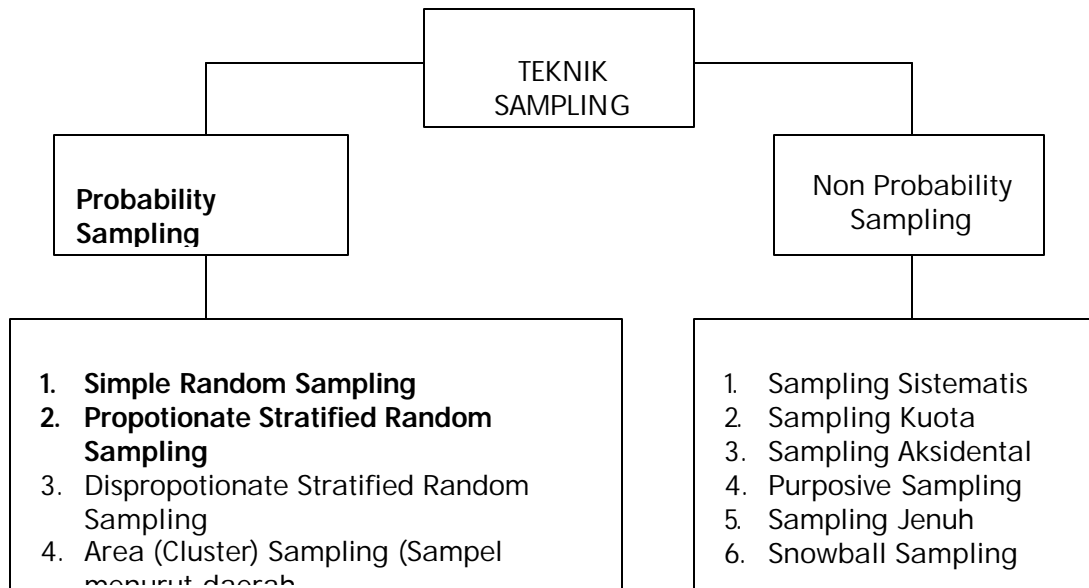 TEKNIK
SAMPLING
Probability
Sampling
Non Probability
Sampling
1. Simple Random Sampling
2. Propotionate Stratified Random
Sampling
3. Dispropotionate Stratified Random
Sampling
4. Area (Cluster) Sampling (Sampel
menurut daerah
1. Sampling Sistematis
2. Sampling Kuota
3. Sampling Aksidental
4. Purposive Sampling
5. Sampling Jenuh
6. Snowball Sampling